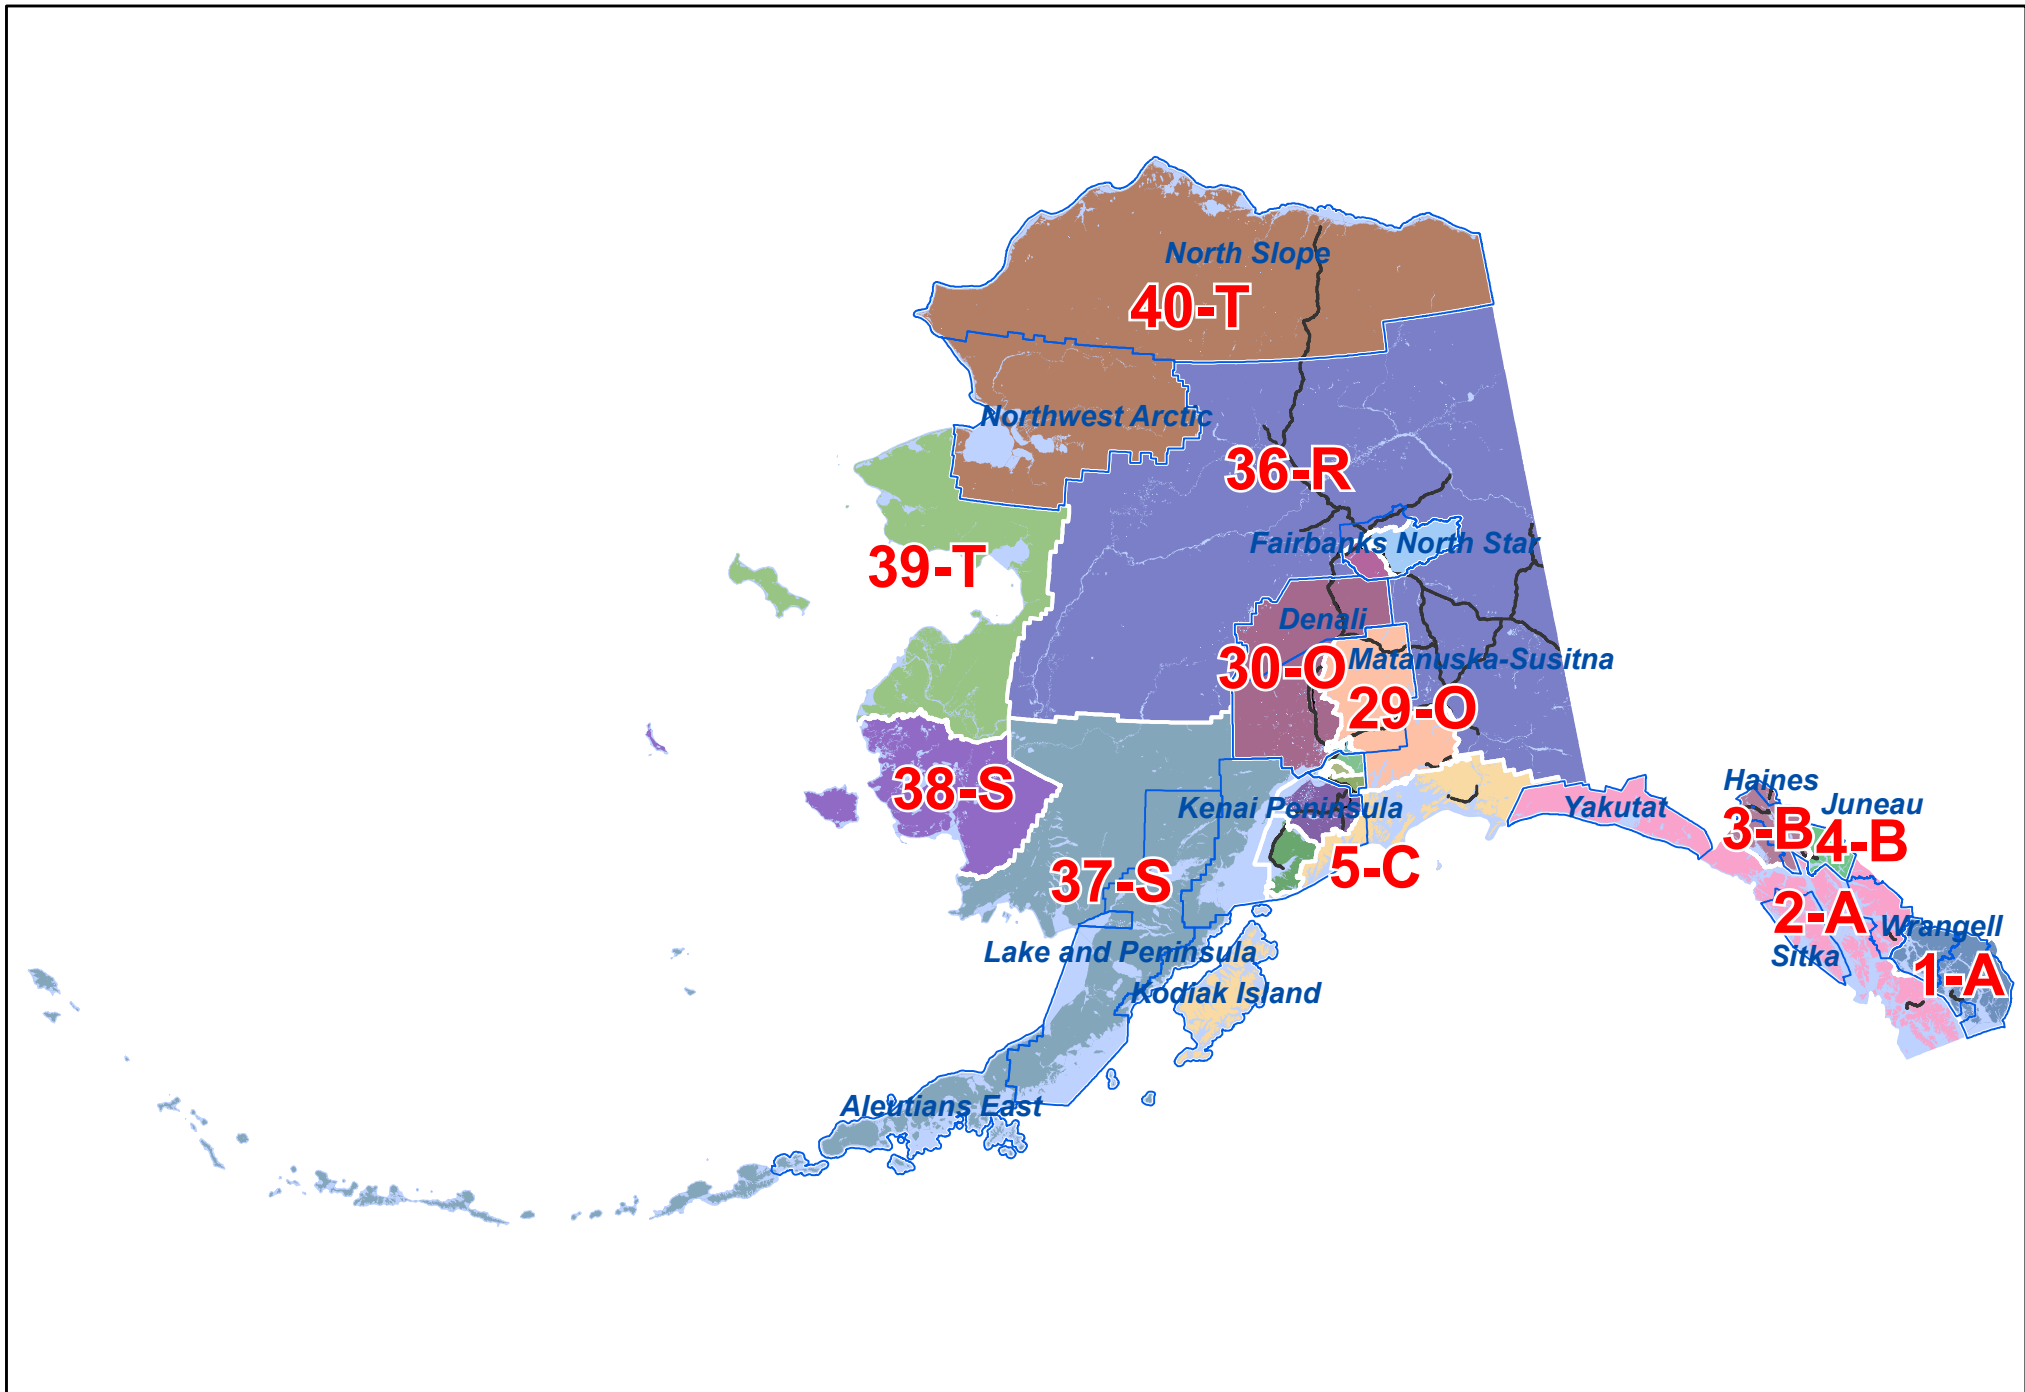 North Slope
40-T
Northwest Arctic
36-R
39-T
Fairbanks North Star
Denali
30-O
Matanuska-Susitna
29-O
38-S
Kenai Peninsula
Yakutat
Haines
Juneau
3-B
4-B
5-C
37-S
2-A
Wrangell
Sitka
1-A
Lake and Peninsula
Kodiak Island
Aleutians East